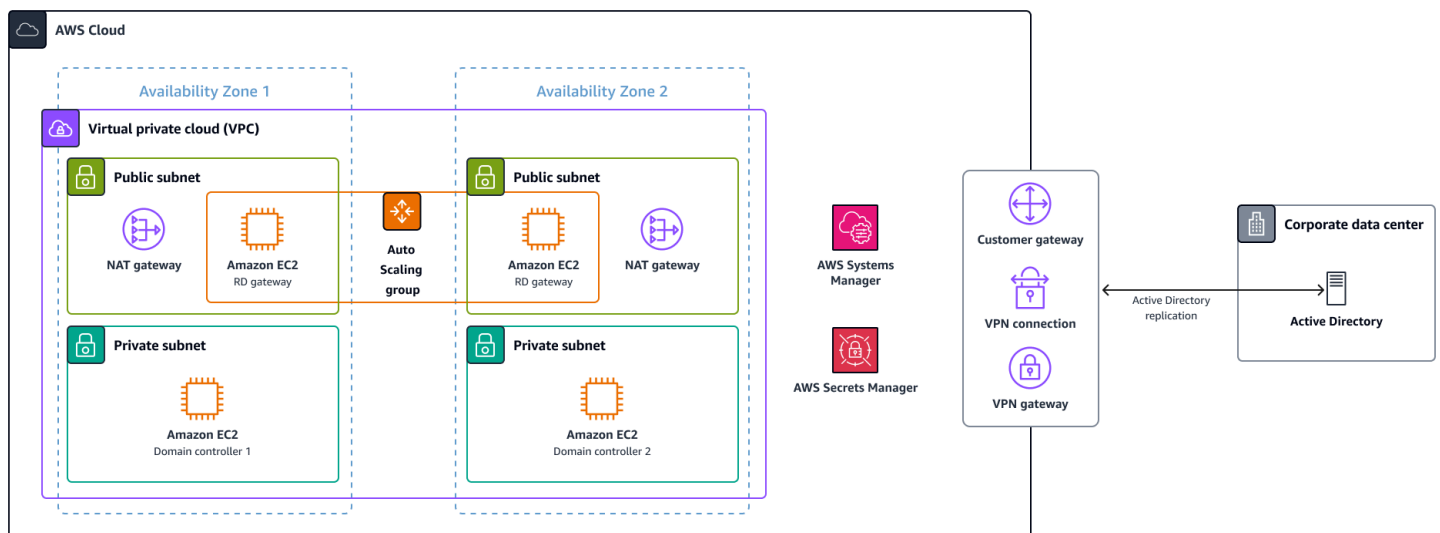 AWS Cloud
Availability Zone 1
Availability Zone 2
Virtual private cloud (VPC)
Public subnet
NAT gateway
Amazon EC2
RD gateway
Auto
Scaling
group
Public subnet
Amazon EC2
RD gateway
NAT gateway
Private subnet
Amazon EC2
Domain controller 1
Private subnet
Amazon EC2
Domain controller 2
AWS Systems
Manager
AWS Secrets Manager
Customer gateway
VPN connection
VPN gateway
Active Directory
replication
Corporate data center
Active Directory